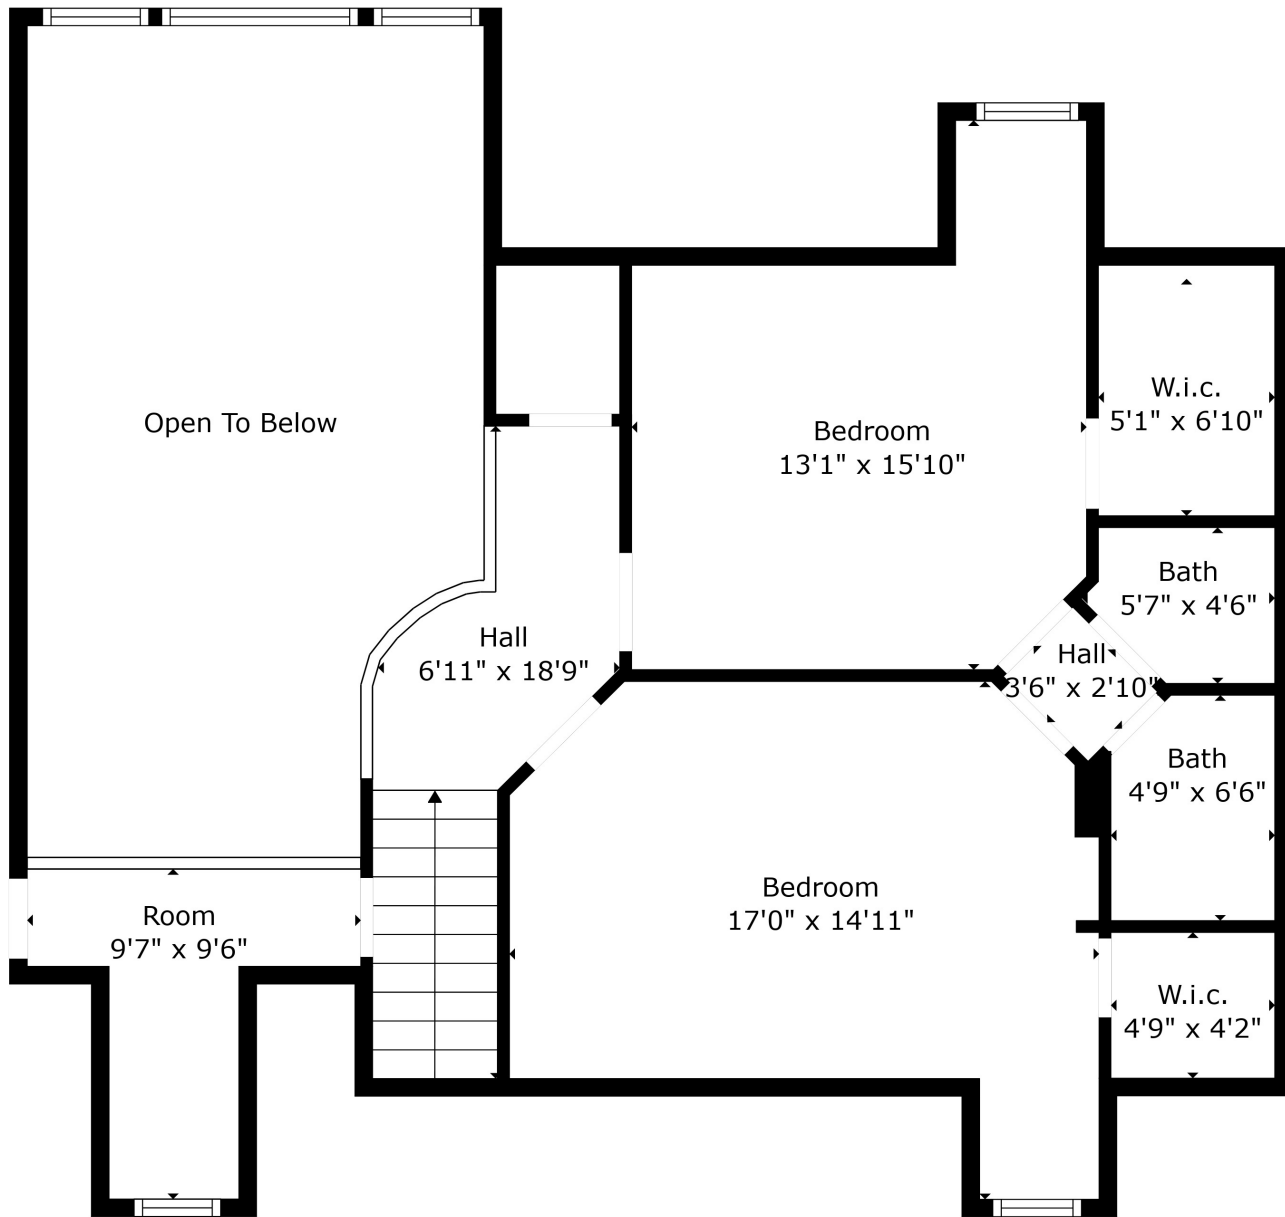 Open To Below
Bedroom
13'1" x 15'10"
W.i.c.
5'1" x 6'10"
Bath
5'7" x 4'6"
Hall
6'11" x 18'9"
Hall
3'6" x 2'10"
Bath
4'9" x 6'6"
Bedroom
17'0" x 14'11"
Room
9'7" x 9'6"
W.i.c.
4'9" x 4'2"